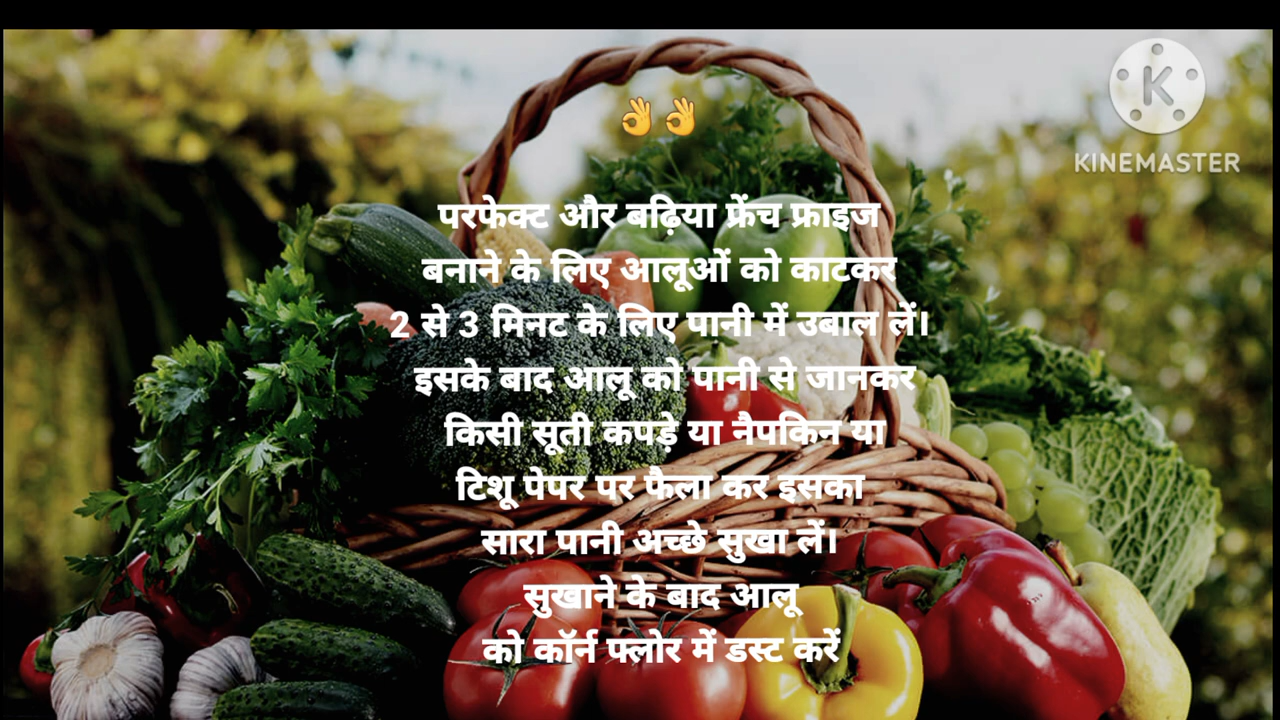 👌👌
KINEMASTER
परफेक्ट और बढ़िया फ्रेंच फ्राइज
बनाने के लिए आलूओं को काटकर
2 से 3 मिनट के लिए पानी में उबाल लें।
इसके बाद आलू को पानी से जानकर
किसी सूती कपड़े या नैपकिन या
टिशू पेपर पर फैला कर इसका
सारा पानी अच्छे सुखा लें।
सुखाने के बाद आलू
को कॉर्न फ्लोर में डस्ट करें